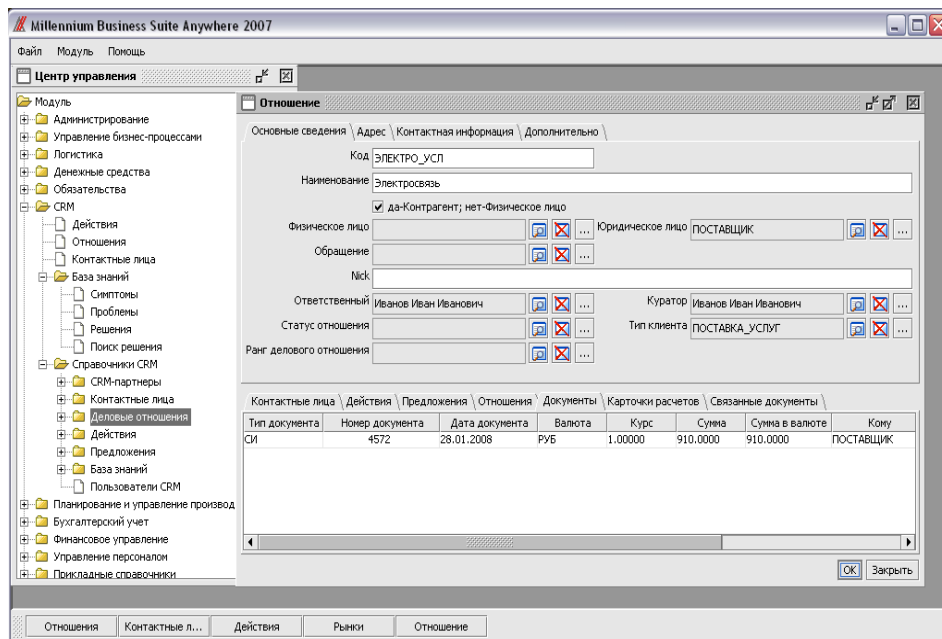 Millennium Business Suite Anywhere 2007
Файл Модуль Помощь
Центр управления
Модуль
Администрирование
Управление бизнес-процессами
Логистика
Денежные средства
Обязательства
CRM
Действия
Отношения
Контактные лица
База знаний
Симптомы
Проблемы
Решения
Поиск решения
Справочники CRM
CRM-партнеры
Контактные лица
Деловые отношения
Действия
Предложения
База знаний
Пользователи CRM
Планирование и управление производ
Бухгалтерский учет
Финансовое управление
Управление персоналом
Прикладные справочники
Отношение
Основные сведения Адрес Контактная информация Дополнительно
Код ЭЛЕКТРО_УСЛ
Наименование Электросвязь
да-Контрагент; нет-Физическое лицо
Физическое лицо ... Юридическое лицо ПОСТАВЩИК ...
Обращение ...
Nick
Ответственный Иванов Иван Иванович ... Куратор Иванов Иван Иванович ...
Статус отношения ... Тип клиента ПОСТАВКА_УСЛУГ ...
Ранг делового отношения ...
Контактные лица Действия Предложения Отношения Документы Карточки расчетов Связанные документы
Тип документа Номер документа Дата документа Валюта Курс Сумма Сумма в валюте Кому
СИ 4572 28.01.2008 РУБ 1.00000 910.0000 910.0000 ПОСТАВЩИК
OK Закрыть
Отношения Контактные л... Действия Рынки Отношение